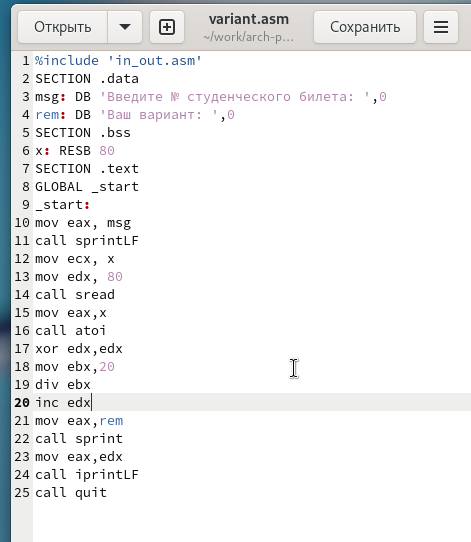 Открыть
variant.asm
~/work/arch-p...
Сохранить
1 %include 'in_out.asm'
2 SECTION .data
3 msg: DB 'Введите № студенческого билета: ',0
4 rem: DB 'Ваш вариант: ',0
5 SECTION .bss
6 x: RESB 80
7 SECTION .text
8 GLOBAL _start
9 _start:
10 mov eax, msg
11 call sprintLF
12 mov ecx, x
13 mov edx, 80
14 call sread
15 mov eax,x
16 call atoi
17 xor edx,edx
18 mov ebx,20
19 div ebx
20 inc edx
21 mov eax,rem
22 call sprint
23 mov eax,edx
24 call iprintLF
25 call quit